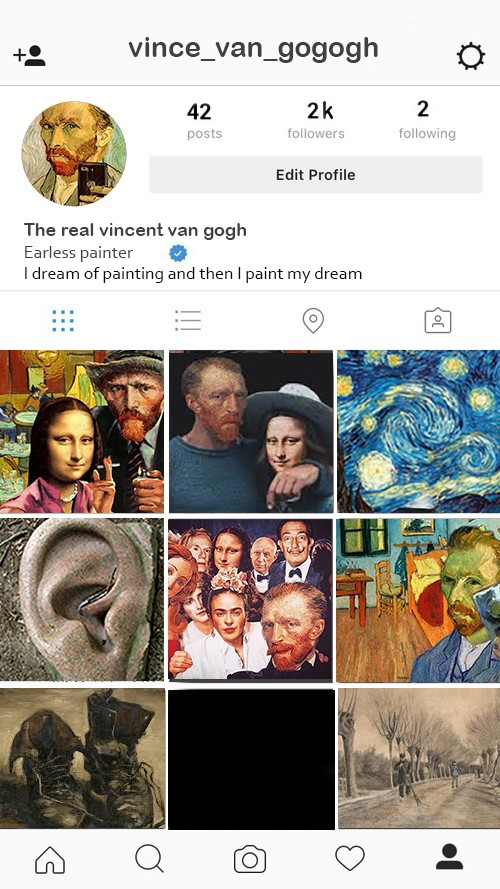 vince_van_gogogh
42 2k 2
posts followers following
Edit Profile
The real vincent van gogh
Earless painter
I dream of painting and then I paint my dream